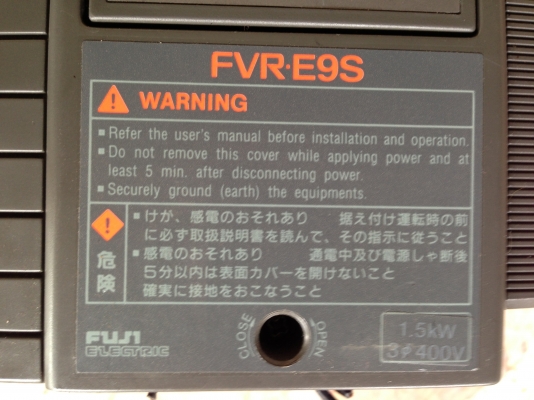 FVR·E9S
WARNING
▪ Refer the user's manual before installation and operation.
▪ Do not remove this cover while applying power and at
least 5 min. after disconnecting power.
▪ Securely ground (earth) the equipments.
危険
▪ けが、感電のおそれあり 据え付け運転時の前
に必ず取扱説明書を読んで、その指示に従うこと
▪ 感電のおそれあり 通電中及び電源しゃ断後
5分以内は表面カバーを開けないこと
確実に接地をおこなうこと
FUJI
ELECTRIC
CLOSE OPEN
1.5kW
3φ400V